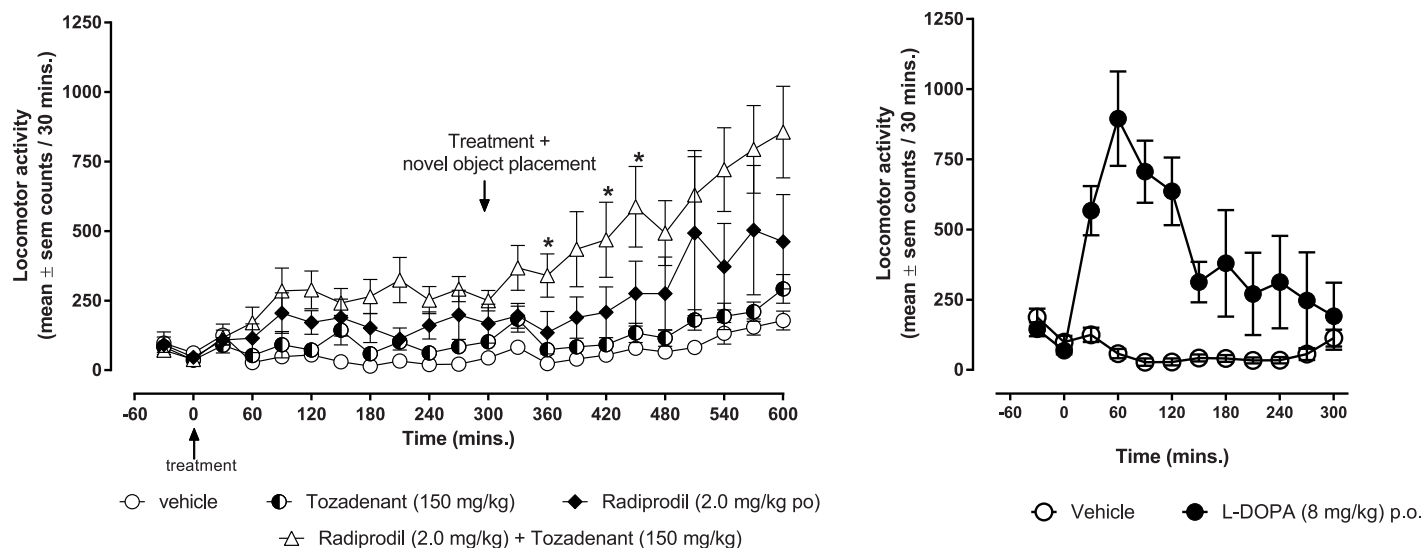 Locomotor activity
(mean ± sem counts / 30 mins.)
1250
1000
750
500
250
0
Treatment +
novel object placement
*
*
*
-60 0 60 120 180 240 300 360 420 480 540 600
Time (mins.)
treatment
vehicle Tozadenant (150 mg/kg) Radiprodil (2.0 mg/kg po)
Radiprodil (2.0 mg/kg) + Tozadenant (150 mg/kg)
Locomotor activity
(mean ± sem counts / 30 mins.)
1250
1000
750
500
250
0
-60 0 60 120 180 240 300
Time (mins.)
Vehicle L-DOPA (8 mg/kg) p.o.